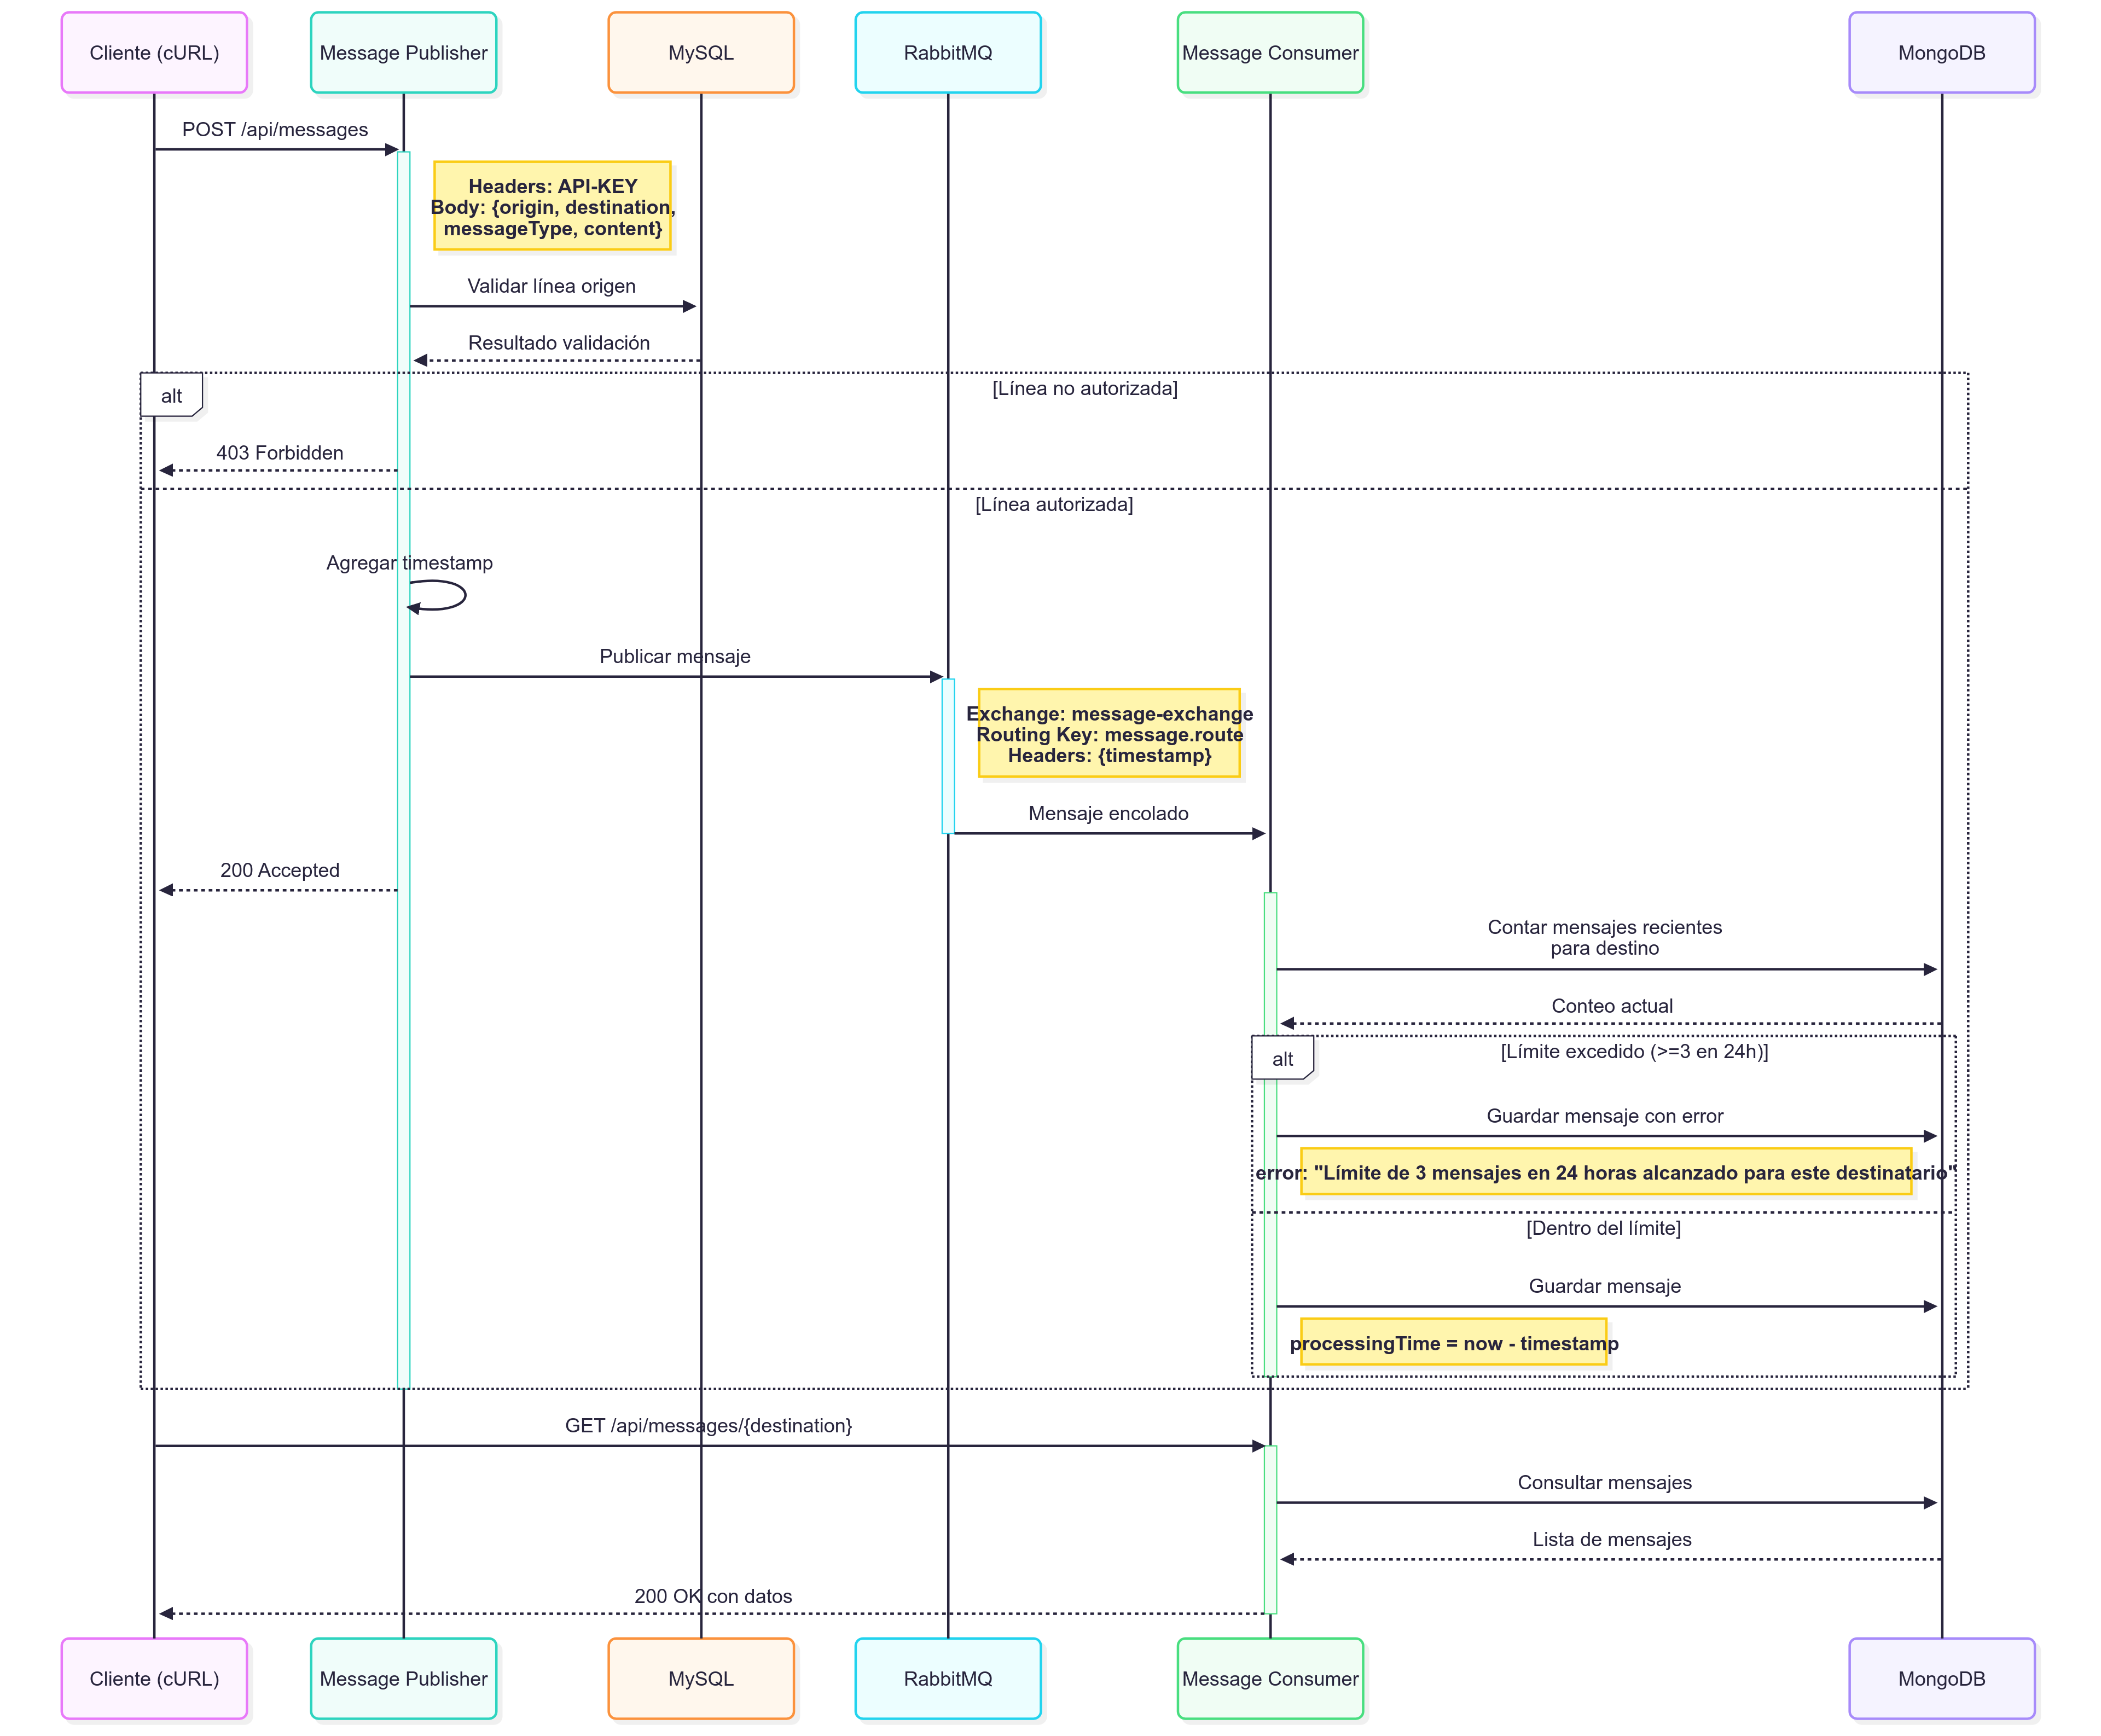 Cliente (cURL)
Message Publisher
MySQL
RabbitMQ
Message Consumer
MongoDB
POST /api/messages
Headers: API-KEY
Body: {origin, destination,
messageType, content}
Validar línea origen
Resultado validación
alt
[Línea no autorizada]
403 Forbidden
[Línea autorizada]
Agregar timestamp
Publicar mensaje
Exchange: message-exchange
Routing Key: message.route
Headers: {timestamp}
Mensaje encolado
200 Accepted
Contar mensajes recientes
para destino
Conteo actual
alt
[Límite excedido (>=3 en 24h)]
Guardar mensaje con error
error: "Límite de 3 mensajes en 24 horas alcanzado para este destinatario"
[Dentro del límite]
Guardar mensaje
processingTime = now - timestamp
GET /api/messages/{destination}
Consultar mensajes
Lista de mensajes
200 OK con datos
Cliente (cURL)
Message Publisher
MySQL
RabbitMQ
Message Consumer
MongoDB